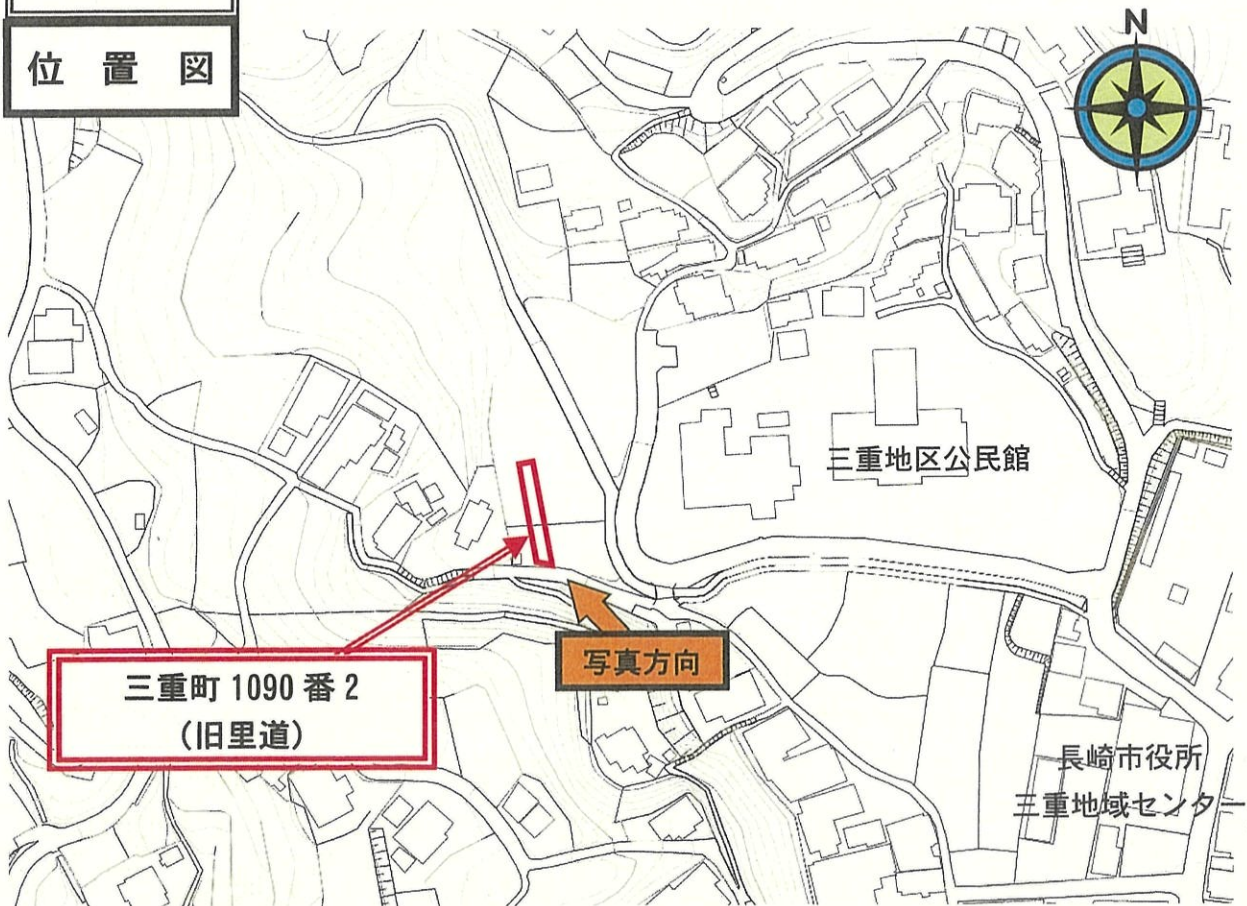 位置図
N
三重地区公民館
写真方向
三重町 1090 番 2
(旧里道)
長崎市役所
三重地域センター